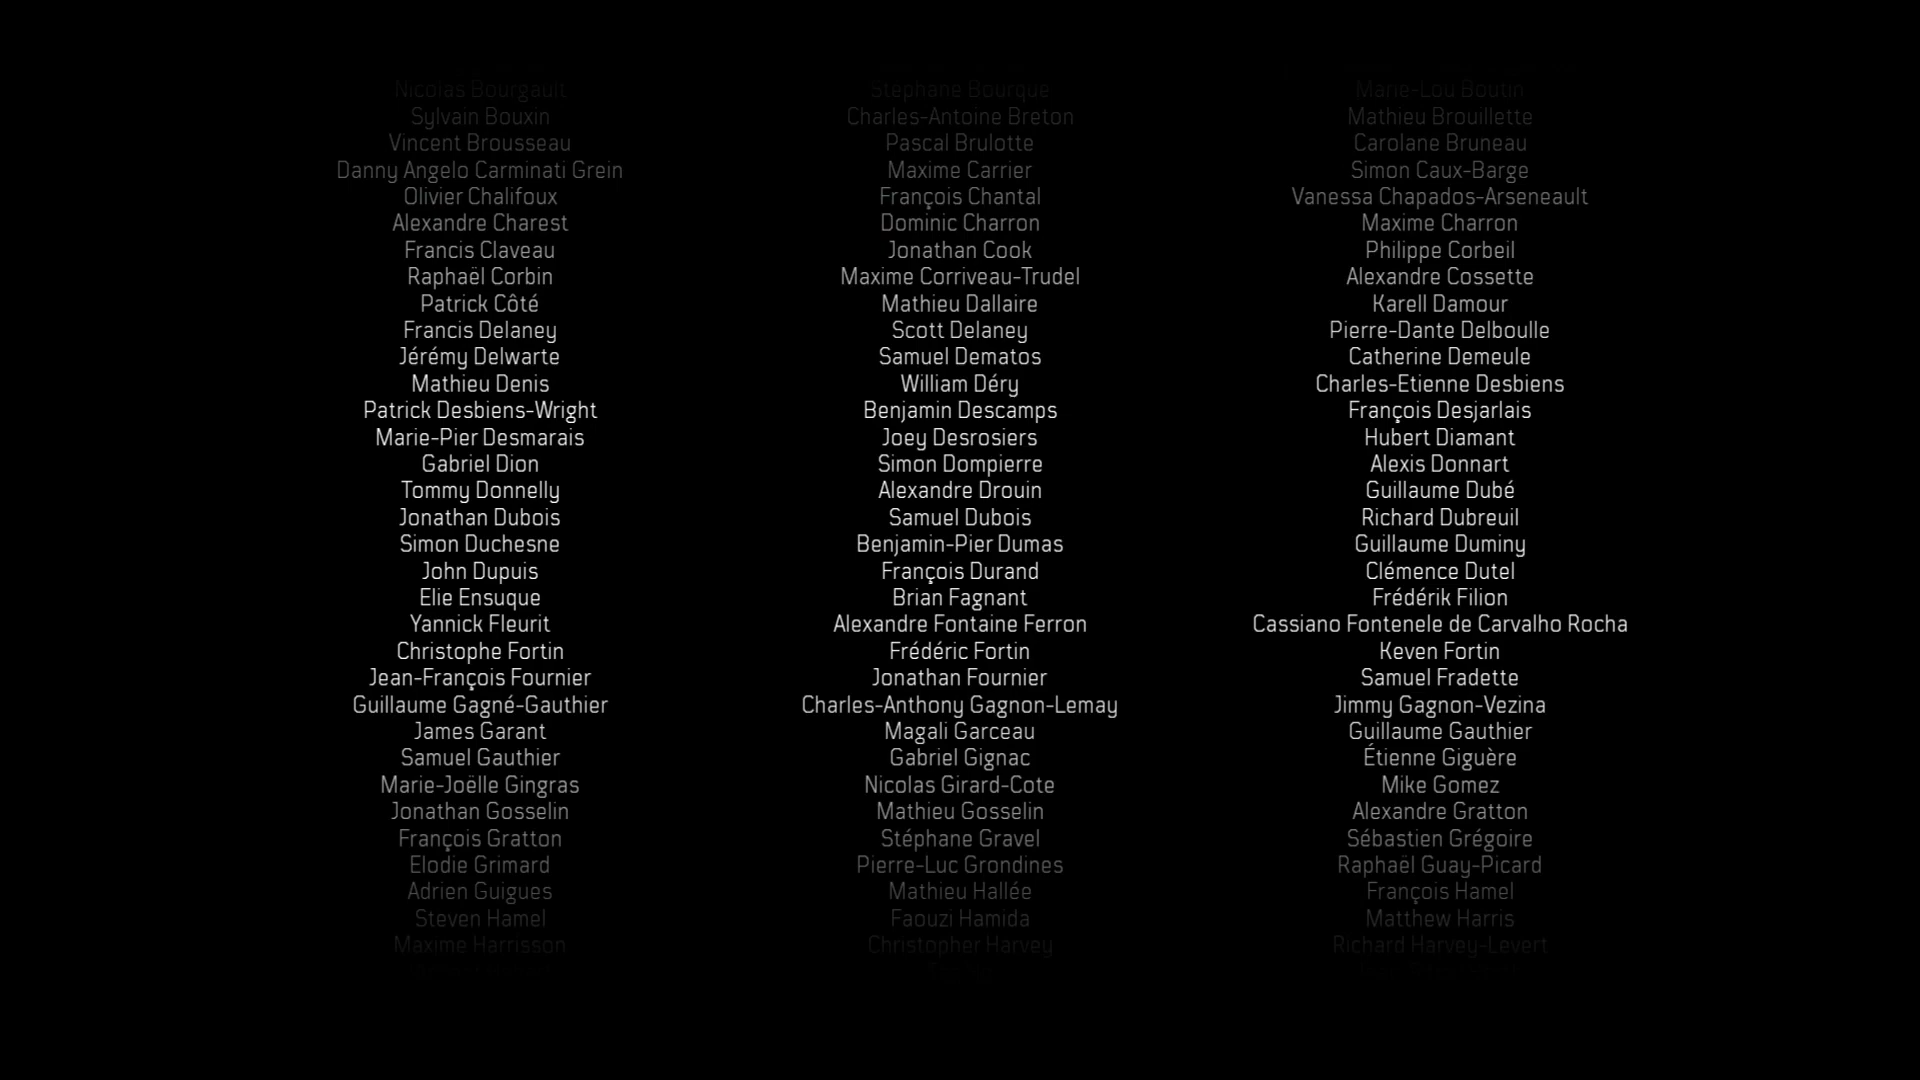 Nicolas Bourgault Stéphane Bourque Marie-Lou Boutin
Sylvain Bouxin Charles-Antoine Breton Mathieu Brouillette
Vincent Brousseau Pascal Brulotte Carolane Bruneau
Danny Angelo Carminati Grein Maxime Carrier Simon Caux-Barge
Olivier Chalifoux François Chantal Vanessa Chapados-Arseneault
Alexandre Charest Dominic Charron Maxime Charron
Francis Claveau Jonathan Cook Philippe Corbeil
Raphaël Corbin Maxime Corriveau-Trudel Alexandre Cossette
Patrick Côté Mathieu Dallaire Karell Damour
Francis Delaney Scott Delaney Pierre-Dante Delboulle
Jérémy Delwarte Samuel Dematos Catherine Demeule
Mathieu Denis William Déry Charles-Etienne Desbiens
Patrick Desbiens-Wright Benjamin Descamps François Desjarlais
Marie-Pier Desmarais Joey Desrosiers Hubert Diamant
Gabriel Dion Simon Dompierre Alexis Donnart
Tommy Donnelly Alexandre Drouin Guillaume Dubé
Jonathan Dubois Samuel Dubois Richard Dubreuil
Simon Duchesne Benjamin-Pier Dumas Guillaume Duminy
John Dupuis François Durand Clémence Dutel
Elie Ensuque Brian Fagnant Frédérik Filion
Yannick Fleurit Alexandre Fontaine Ferron Cassiano Fontenele de Carvalho Rocha
Christophe Fortin Frédéric Fortin Keven Fortin
Jean-François Fournier Jonathan Fournier Samuel Fradette
Guillaume Gagné-Gauthier Charles-Anthony Gagnon-Lemay Jimmy Gagnon-Vezina
James Garant Magali Garceau Guillaume Gauthier
Samuel Gauthier Gabriel Gignac Étienne Giguère
Marie-Joëlle Gingras Nicolas Girard-Cote Mike Gomez
Jonathan Gosselin Mathieu Gosselin Alexandre Gratton
François Gratton Stéphane Gravel Sébastien Grégoire
Elodie Grimard Pierre-Luc Grondines Raphaël Guay-Picard
Adrien Guigues Mathieu Hallée François Hamel
Steven Hamel Faouzi Hamida Matthew Harris
Maxime Harrisson Christopher Harvey Richard Harvey-Levert